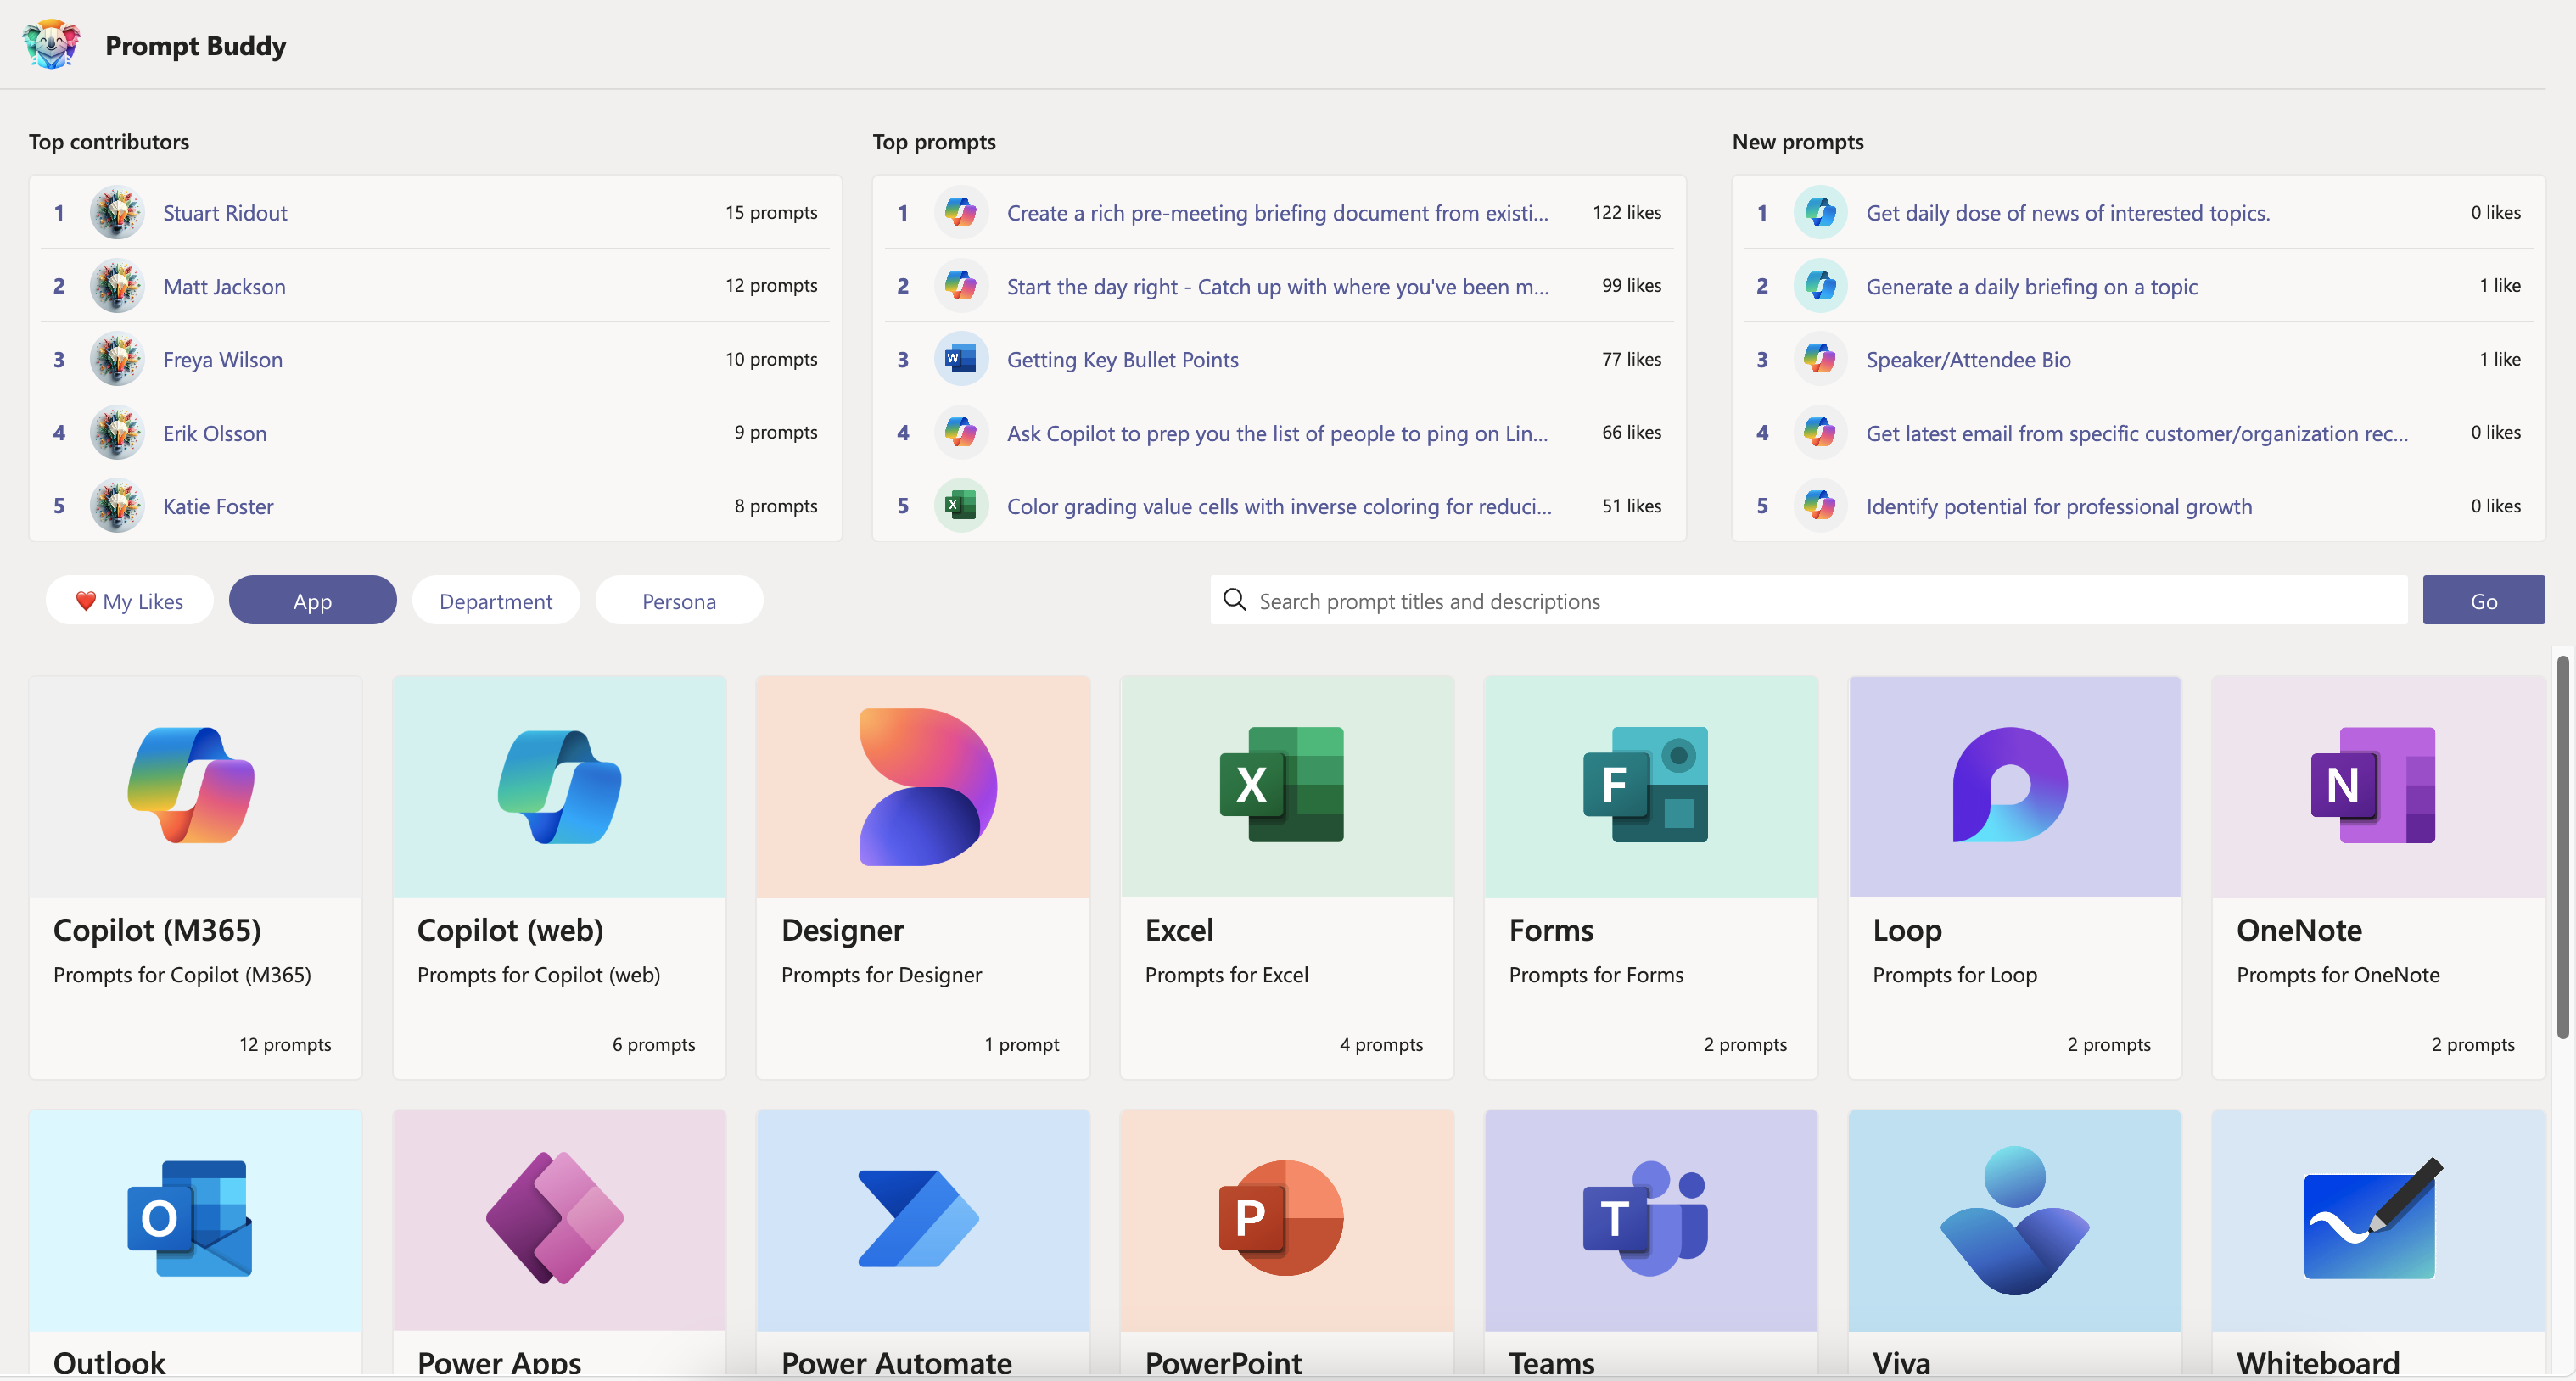 Prompt Buddy
Top contributors
1 Stuart Ridout 15 prompts
2 Matt Jackson 12 prompts
3 Freya Wilson 10 prompts
4 Erik Olsson 9 prompts
5 Katie Foster 8 prompts
Top prompts
1 Create a rich pre-meeting briefing document from existi... 122 likes
2 Start the day right - Catch up with where you've been m... 99 likes
3 Getting Key Bullet Points 77 likes
4 Ask Copilot to prep you the list of people to ping on Lin... 66 likes
5 Color grading value cells with inverse coloring for reduci... 51 likes
New prompts
1 Get daily dose of news of interested topics. 0 likes
2 Generate a daily briefing on a topic 1 like
3 Speaker/Attendee Bio 1 like
4 Get latest email from specific customer/organization rec... 0 likes
5 Identify potential for professional growth 0 likes
❤️ My Likes App Department Persona
Search prompt titles and descriptions Go
Copilot (M365)
Prompts for Copilot (M365)
12 prompts
Copilot (web)
Prompts for Copilot (web)
6 prompts
Designer
Prompts for Designer
1 prompt
X
Excel
Prompts for Excel
4 prompts
F
Forms
Prompts for Forms
2 prompts
Loop
Prompts for Loop
2 prompts
N
OneNote
Prompts for OneNote
2 prompts
O
Outlook
Power Apps
Power Automate
P
PowerPoint
T
Teams
Viva
Whiteboard